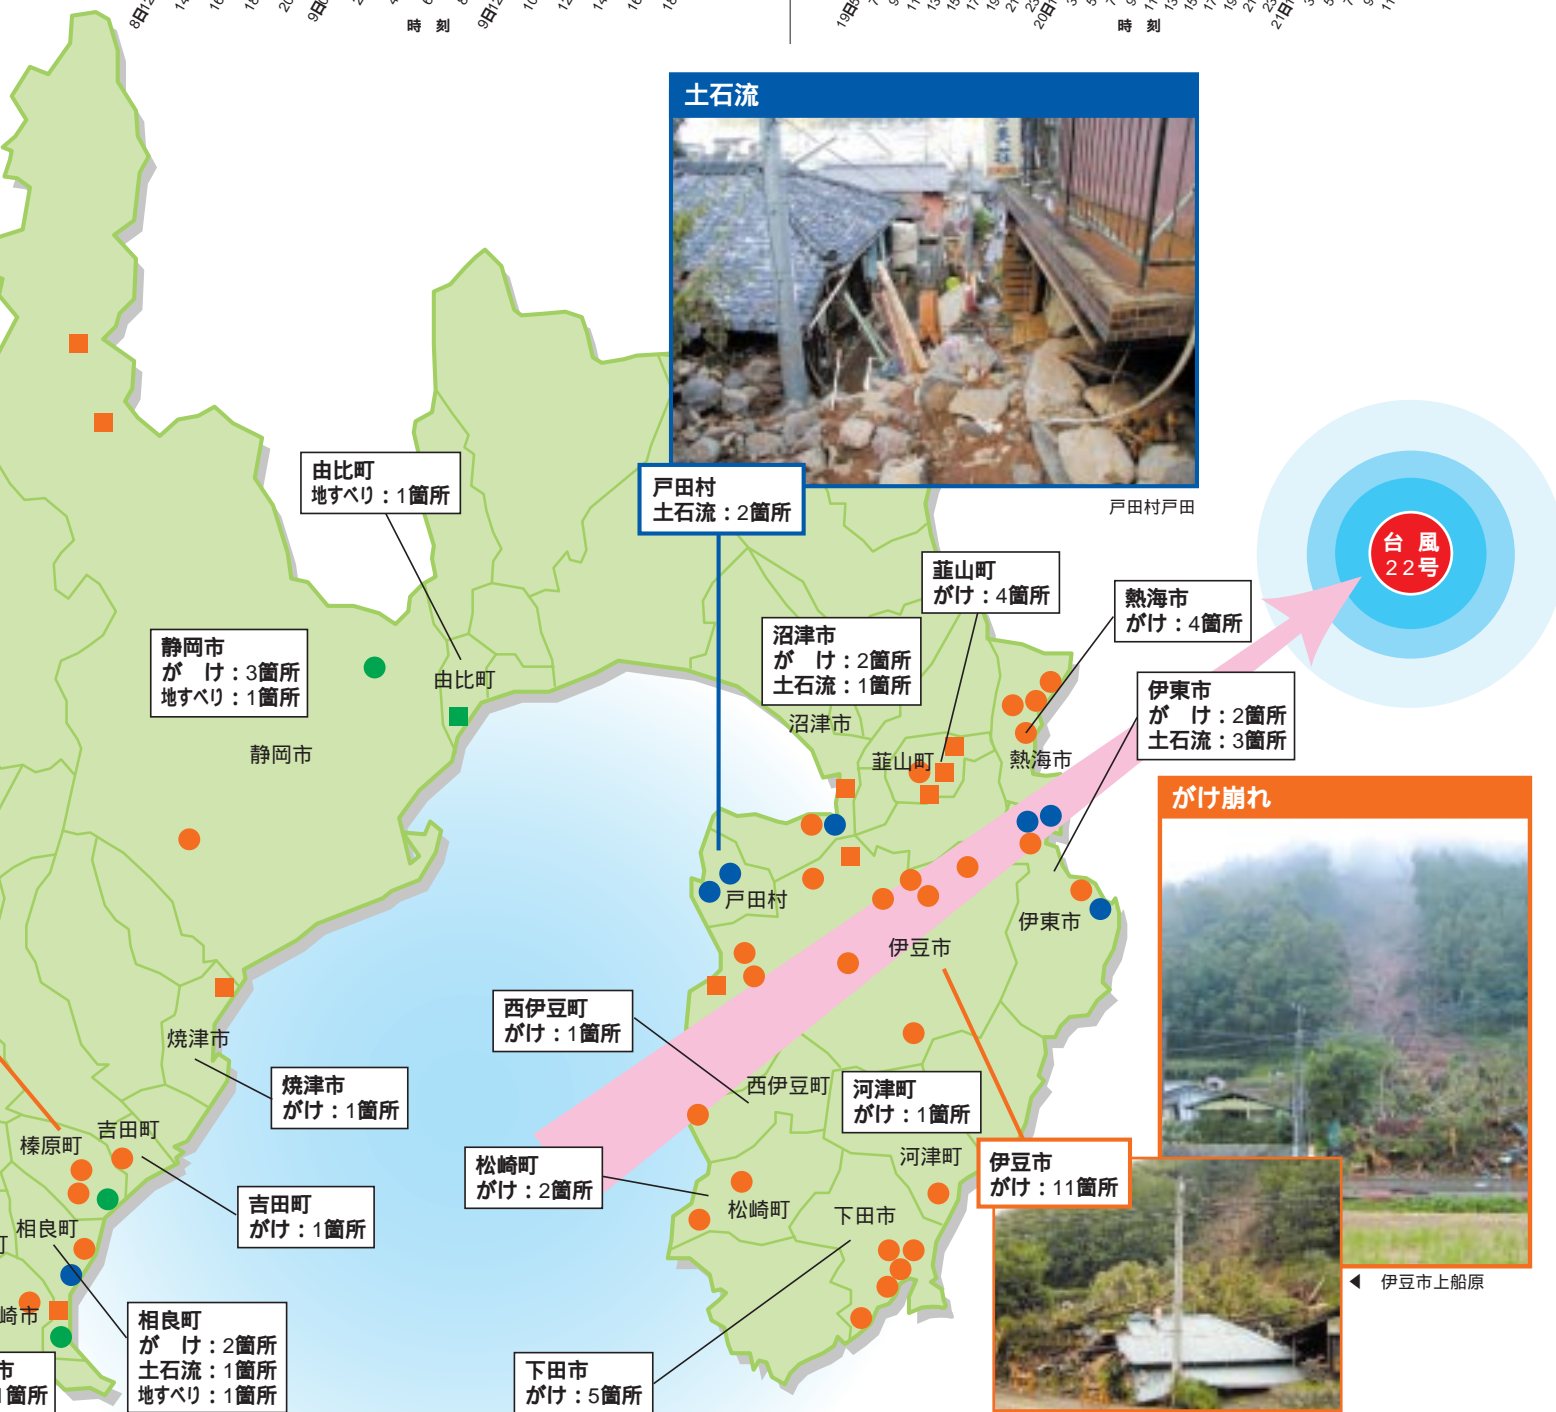 時 刻
時 刻
土石流
戸田村戸田
由比町
地すべり：1箇所
戸田村
土石流：2箇所
台 風
22号
韮山町
がけ：4箇所
熱海市
がけ：4箇所
沼津市
が け：2箇所
土石流：1箇所
静岡市
が け：3箇所
地すべり：1箇所
伊東市
が け：2箇所
土石流：3箇所
由比町
沼津市
静岡市
韮山町
熱海市
がけ崩れ
戸田村
伊東市
伊豆市
西伊豆町
がけ：1箇所
焼津市
焼津市
がけ：1箇所
西伊豆町
河津町
がけ：1箇所
榛原町
吉田町
松崎町
がけ：2箇所
河津町
伊豆市
がけ：11箇所
吉田町
がけ：1箇所
松崎町
下田市
相良町
町
崎市
◀ 伊豆市上船原
相良町
が け：2箇所
土石流：1箇所
地すべり：1箇所
下田市
がけ：5箇所
市
箇所